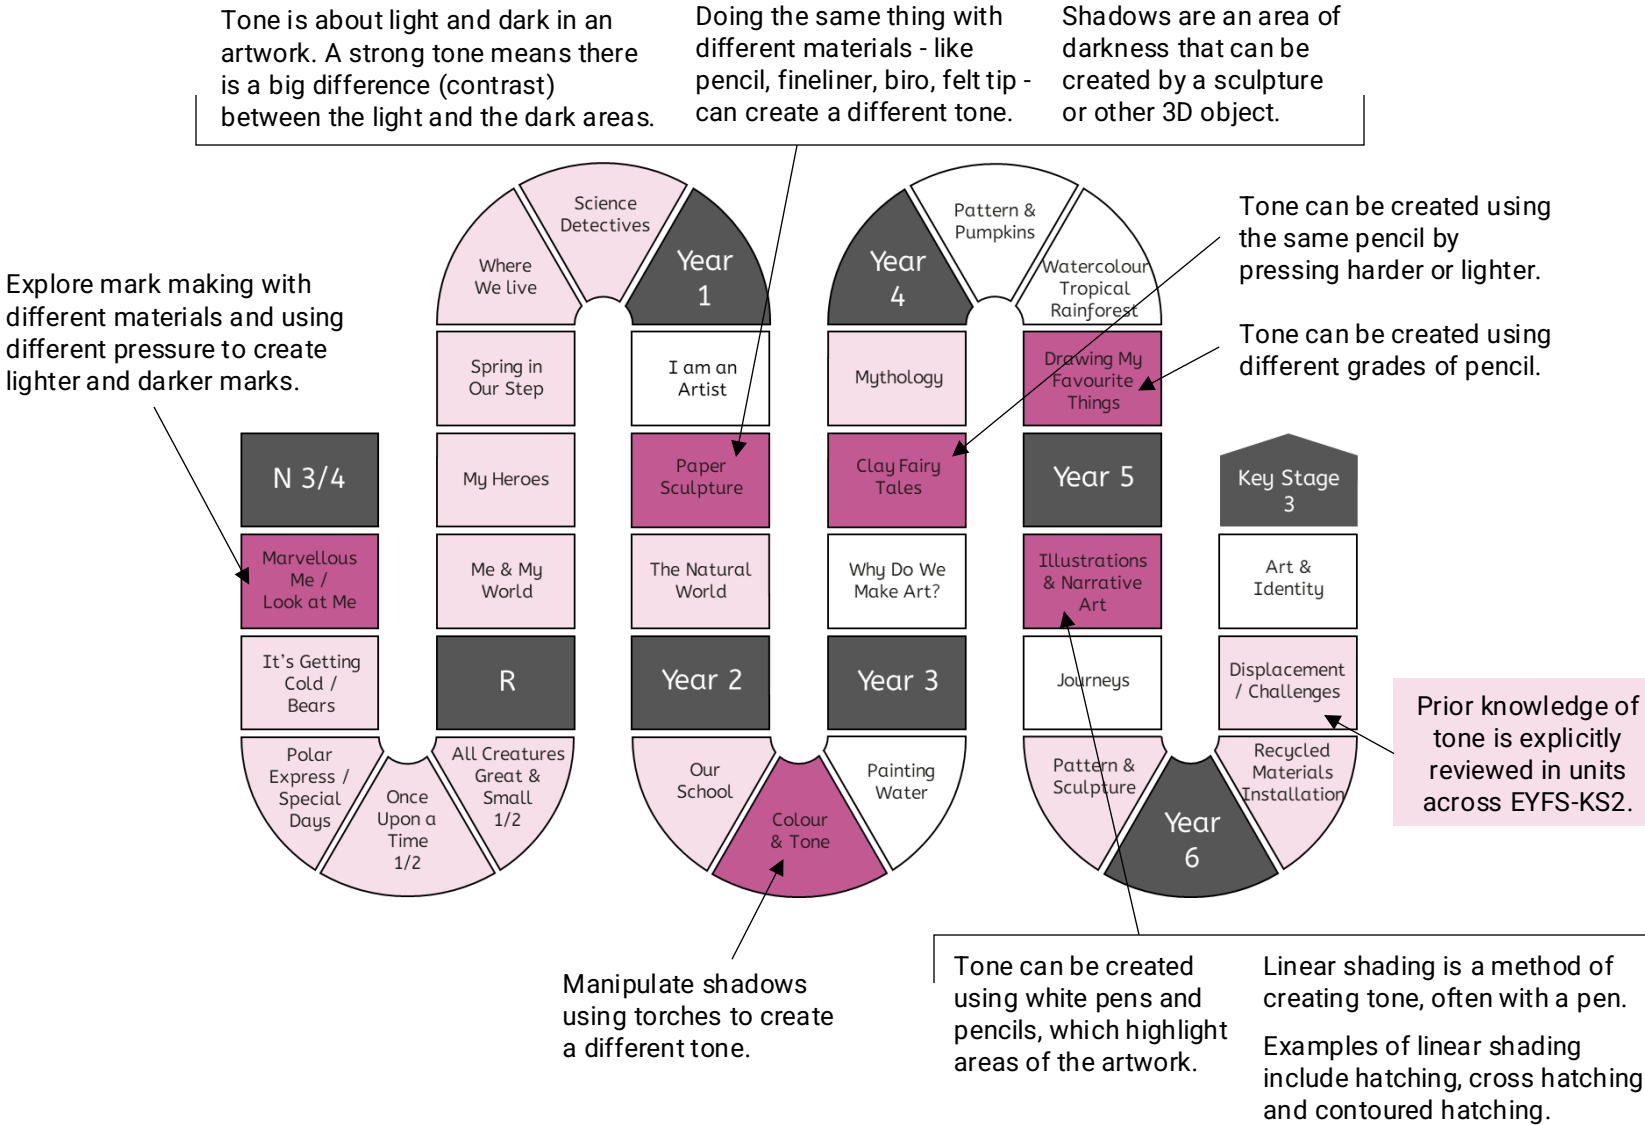 Tone is about light and dark in an
artwork. A strong tone means there
is a big difference (contrast)
between the light and the dark areas.
Doing the same thing with
different materials - like
pencil, fineliner, biro, felt tip -
can create a different tone.
Shadows are an area of
darkness that can be
created by a sculpture
or other 3D object.
Explore mark making with
different materials and using
different pressure to create
lighter and darker marks.
N 3/4
Marvellous
Me /
Look at Me
It's Getting
Cold /
Bears
Polar
Express /
Special
Days
Once
Upon a
Time
1/2
All Creatures
Great &
Small
1/2
R
Me & My
World
My Heroes
Spring in
Our Step
Where
We live
Science
Detectives
Year
1
I am an
Artist
Paper
Sculpture
The Natural
World
Year 2
Our
School
Colour
& Tone
Painting
Water
Year 3
Why Do We
Make Art?
Clay Fairy
Tales
Mythology
Year
4
Pattern &
Pumpkins
Watercolour
Tropical
Rainforest
Drawing My
Favourite
Things
Year 5
Illustrations
& Narrative
Art
Journeys
Pattern &
Sculpture
Year
6
Recycled
Materials
Installation
Displacement
/ Challenges
Art &
Identity
Key Stage
3
Tone can be created using
the same pencil by
pressing harder or lighter.
Tone can be created using
different grades of pencil.
Prior knowledge of
tone is explicitly
reviewed in units
across EYFS-KS2.
Manipulate shadows
using torches to create
a different tone.
Tone can be created
using white pens and
pencils, which highlight
areas of the artwork.
Linear shading is a method of
creating tone, often with a pen.
Examples of linear shading
include hatching, cross hatching
and contoured hatching.